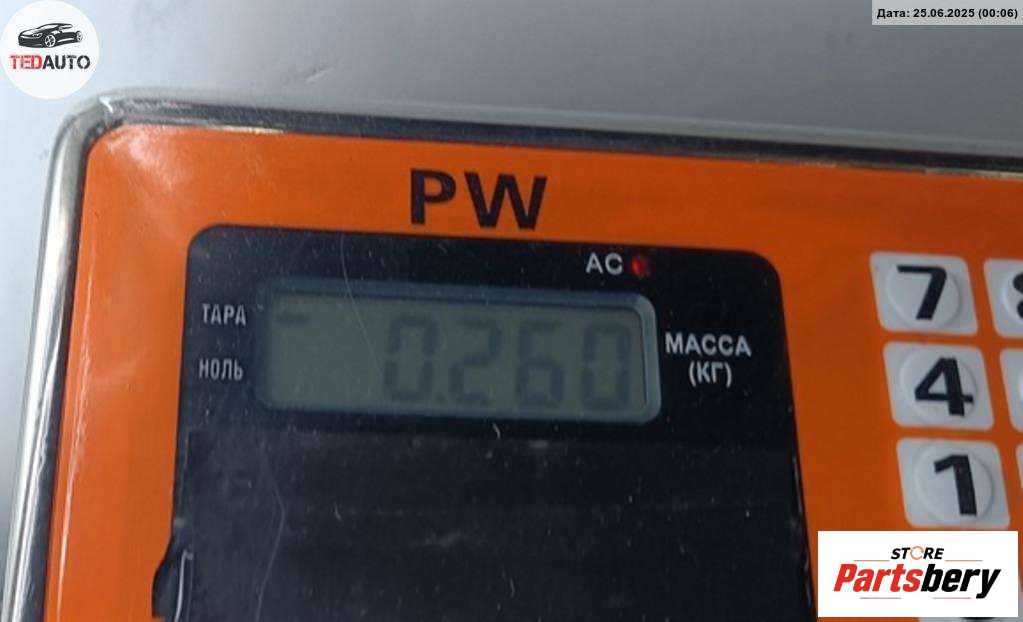 TEDAUTO
Дата: 25.06.2025 (00:06)
PW
AC
ТАРА
НОЛЬ
0.260
МАССА
(КГ)
7
4
1
STORE
Partsbery